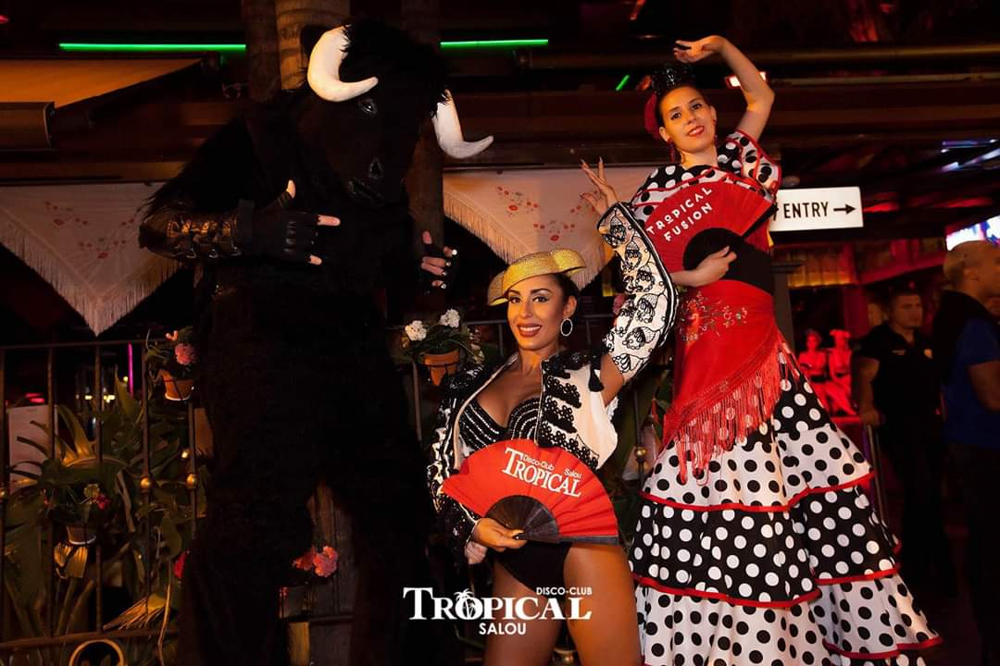 TROPICAL
FUSION
ENTRY
Disco-Club
TROPICAL
Salou
DISCO-CLUB
TROPICAL
SALOU